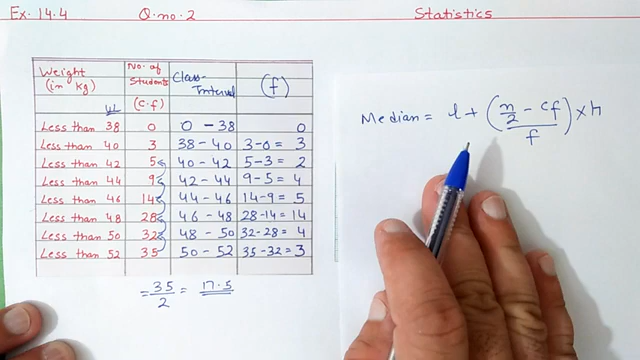 Ex. 14.4 Q.no.2 Statistics
Weight (in kg) wt No. of Students (C.f) Class-Interval (f)
Less than 38 0 0 - 38 0
Less than 40 3 38 - 40 3-0 = 3
Less than 42 5 40 - 42 5-3 = 2
Less than 44 9 42 - 44 9-5 = 4
Less than 46 14 44 - 46 14-9 = 5
Less than 48 28 46 - 48 28-14 = 14
Less than 50 32 48 - 50 32-28 = 4
Less than 52 35 50 - 52 35-32 = 3
= 35/2 = 17.5
Median = l + (n/2 - cf / f) × h